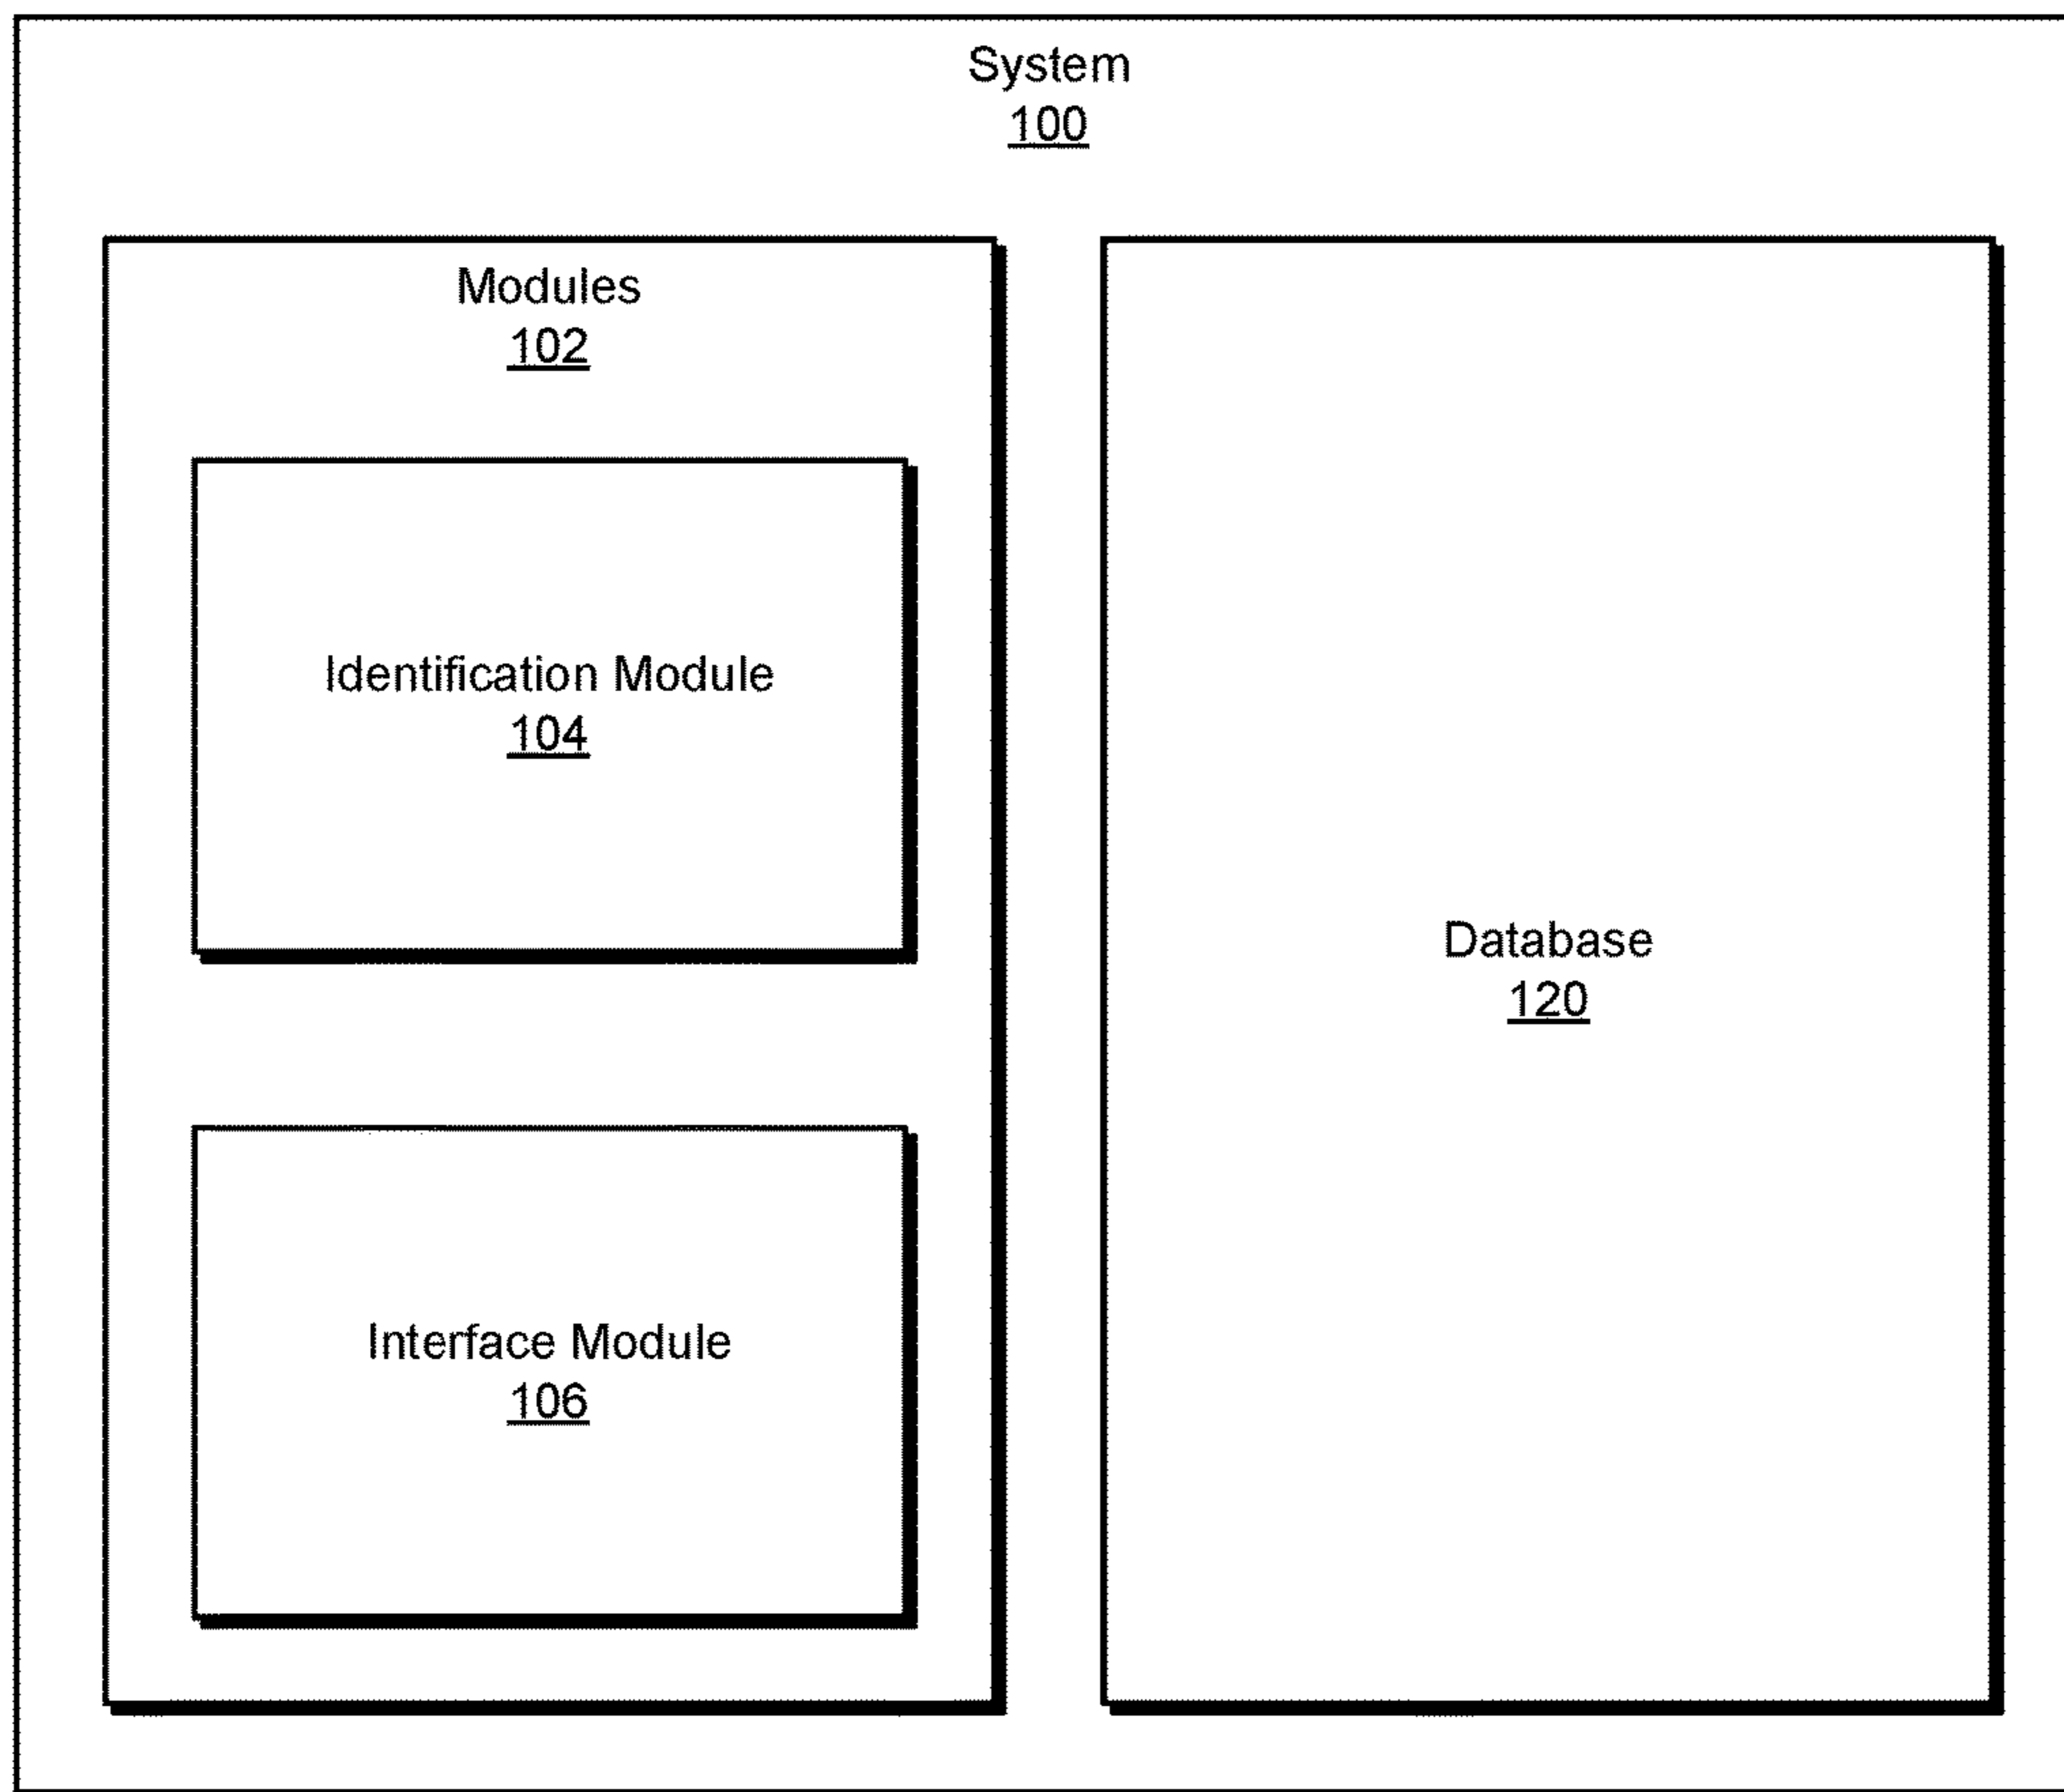 System
100
Modules
102
Identification Module
104
Interface Module
106
Database
120